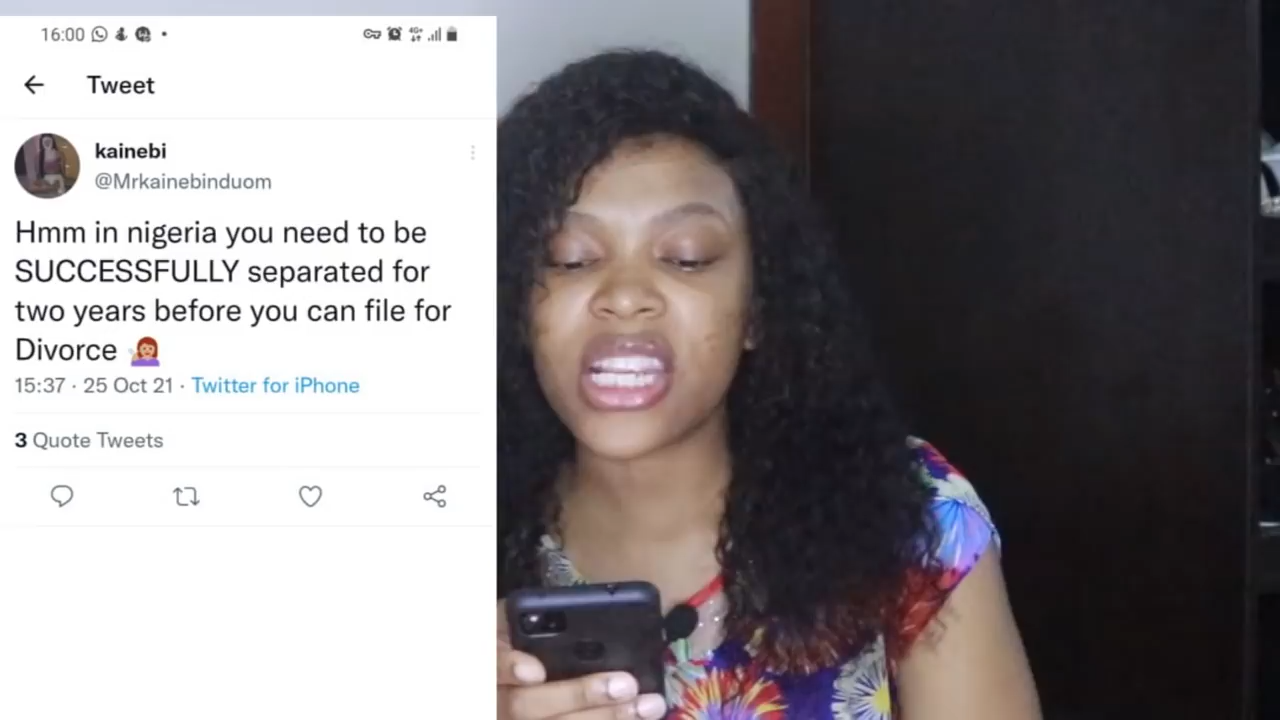 16:00
4G+
Tweet
kainebi
@Mrkainebinduom
Hmm in nigeria you need to be
SUCCESSFULLY separated for
two years before you can file for
Divorce 💁🏽‍♀️
15:37 · 25 Oct 21 · Twitter for iPhone
3 Quote Tweets